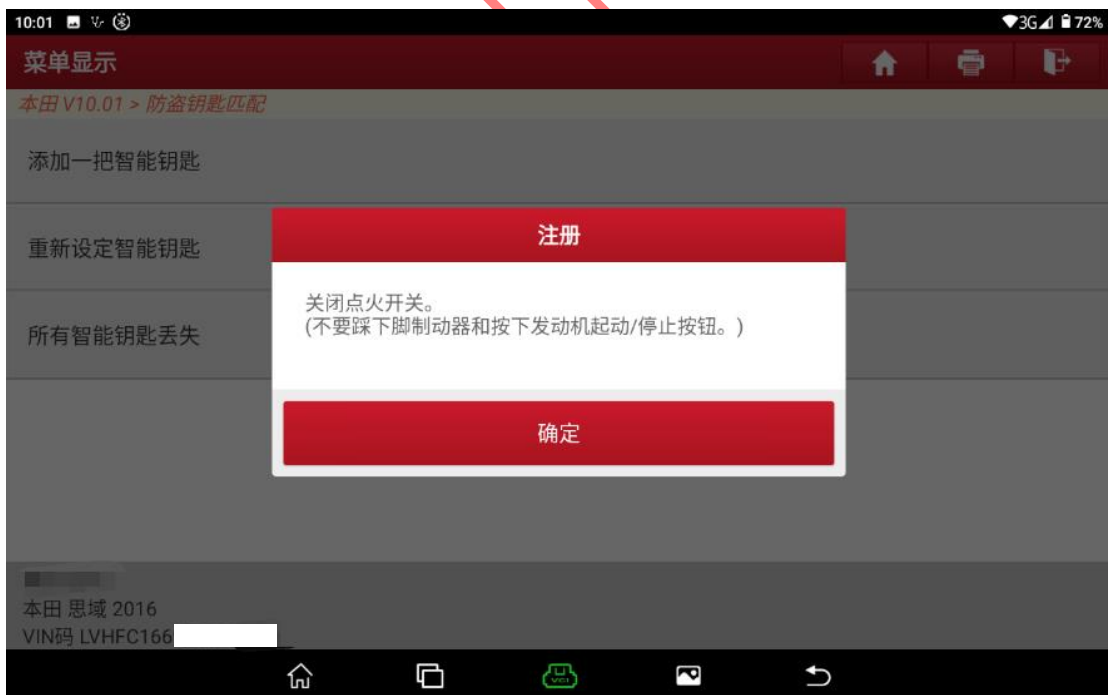 10:01
3G 72%
菜单显示
本田 V10.01 > 防盗钥匙匹配
添加一把智能钥匙
重新设定智能钥匙
所有智能钥匙丢失
注册
关闭点火开关。
(不要踩下脚制动器和按下发动机起动/停止按钮。)
确定
本田 思域 2016
VIN码 LVHFC166
VCI